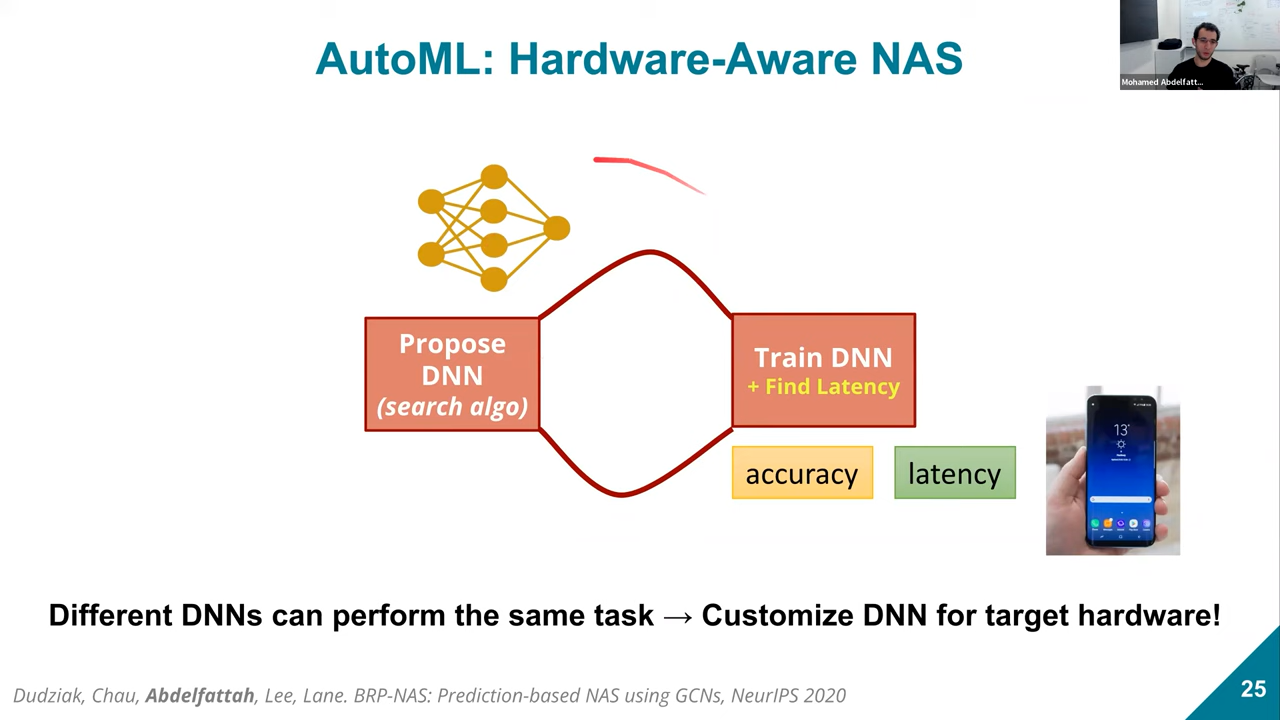 AutoML: Hardware-Aware NAS
Mohamed Abdelfatt...
Propose
DNN
(search algo)
Train DNN
+ Find Latency
accuracy
latency
13°
Different DNNs can perform the same task → Customize DNN for target hardware!
Dudziak, Chau, Abdelfattah, Lee, Lane. BRP-NAS: Prediction-based NAS using GCNs, NeurIPS 2020
25